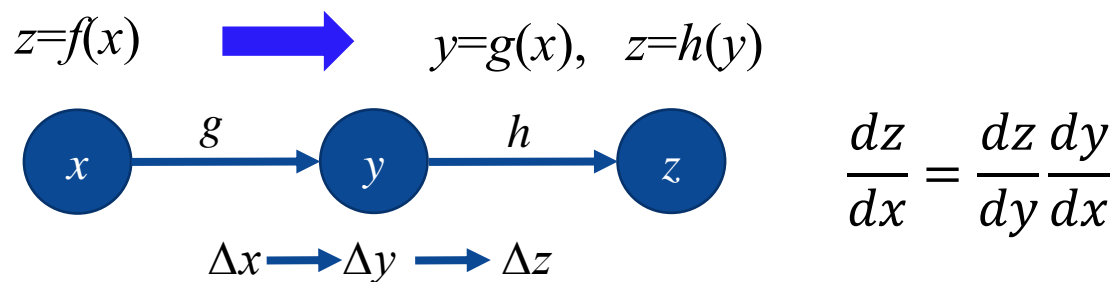 z=f(x) y=g(x), z=h(y)
g h
x y z
dz/dx = dz/dy dy/dx
Δx Δy Δz